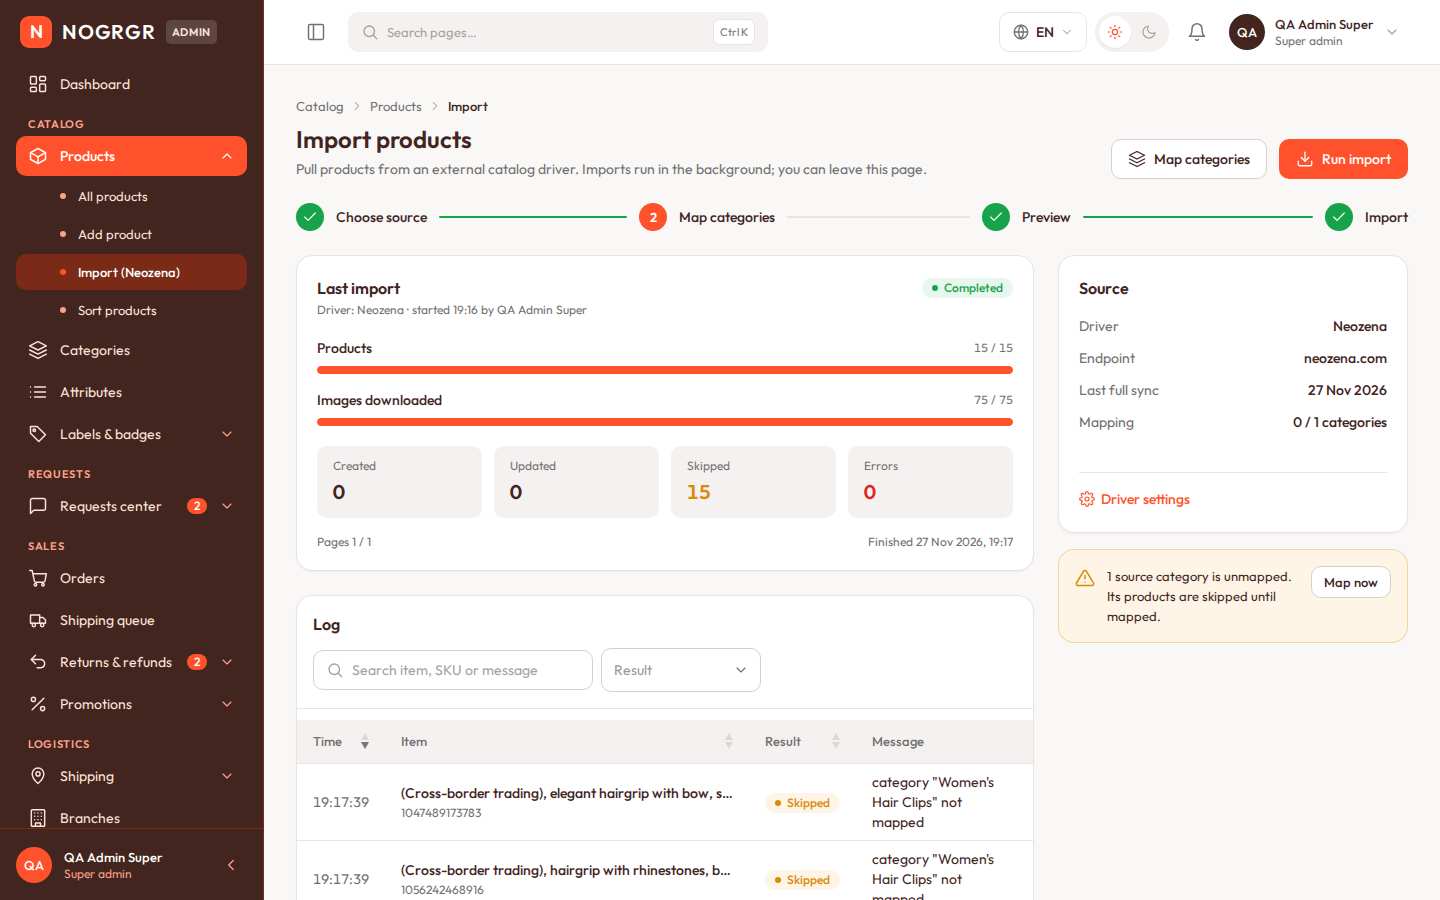 N NOGRGR ADMIN
Search pages... Ctrl K
EN
QA QA Admin Super
Super admin
Dashboard
CATALOG
Products
All products
Add product
Import (Neozena)
Sort products
Categories
Attributes
Labels & badges
REQUESTS
Requests center 2
SALES
Orders
Shipping queue
Returns & refunds 2
Promotions
LOGISTICS
Shipping
Branches
QA QA Admin Super
Super admin
Catalog > Products > Import
Import products
Pull products from an external catalog driver. Imports run in the background; you can leave this page.
Map categories
Run import
Choose source
2 Map categories
Preview
Import
Last import
Completed
Driver: Neozena · started 19:16 by QA Admin Super
Products 15 / 15
Images downloaded 75 / 75
Created
0
Updated
0
Skipped
15
Errors
0
Pages 1 / 1
Finished 27 Nov 2026, 19:17
Source
Driver Neozena
Endpoint neozena.com
Last full sync 27 Nov 2026
Mapping 0 / 1 categories
Driver settings
1 source category is unmapped.
Its products are skipped until
mapped.
Map now
Log
Search item, SKU or message
Result
Time Item Result Message
19:17:39
(Cross-border trading), elegant hairgrip with bow, s...
1047489173783
Skipped
category "Women's
Hair Clips" not
mapped
19:17:39
(Cross-border trading), hairgrip with rhinestones, b...
1056242468916
Skipped
category "Women's
Hair Clips" not
mapped